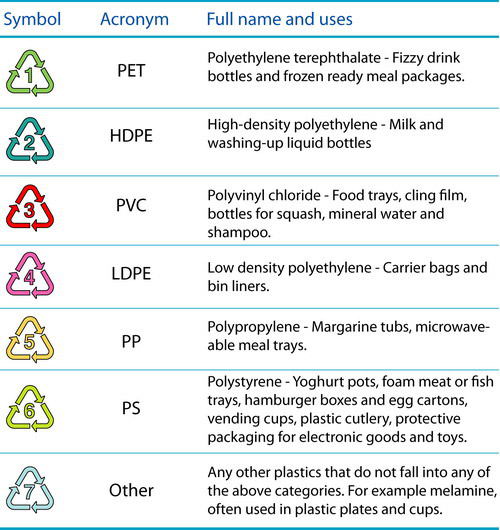 Symbol Acronym Full name and uses
1 PET Polyethylene terephthalate - Fizzy drink
bottles and frozen ready meal packages.
2 HDPE High-density polyethylene - Milk and
washing-up liquid bottles
3 PVC Polyvinyl chloride - Food trays, cling film,
bottles for squash, mineral water and
shampoo.
4 LDPE Low density polyethylene - Carrier bags and
bin liners.
5 PP Polypropylene - Margarine tubs, microwave-
able meal trays.
6 PS Polystyrene - Yoghurt pots, foam meat or fish
trays, hamburger boxes and egg cartons,
vending cups, plastic cutlery, protective
packaging for electronic goods and toys.
7 Other Any other plastics that do not fall into any of
the above categories. For example melamine,
often used in plastic plates and cups.